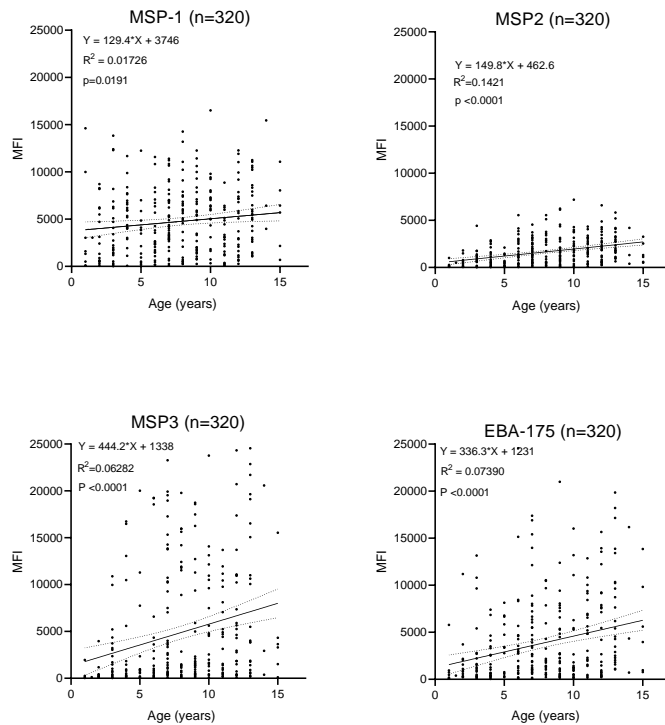 MSP-1 (n=320)
Y = 129.4*X + 3746
R² = 0.01726
p=0.0191
25000
20000
15000
10000
5000
0
MFI
0 5 10 15
Age (years)
MSP2 (n=320)
Y = 149.8*X + 462.6
R²=0.1421
p <0.0001
25000
20000
15000
10000
5000
0
MFI
0 5 10 15
Age (years)
MSP3 (n=320)
Y = 444.2*X + 1338
R²=0.06282
P <0.0001
25000
20000
15000
10000
5000
0
MFI
0 5 10 15
Age (years)
EBA-175 (n=320)
Y = 336.3*X + 1231
R² = 0.07390
P <0.0001
25000
20000
15000
10000
5000
0
MFI
0 5 10 15
Age (years)